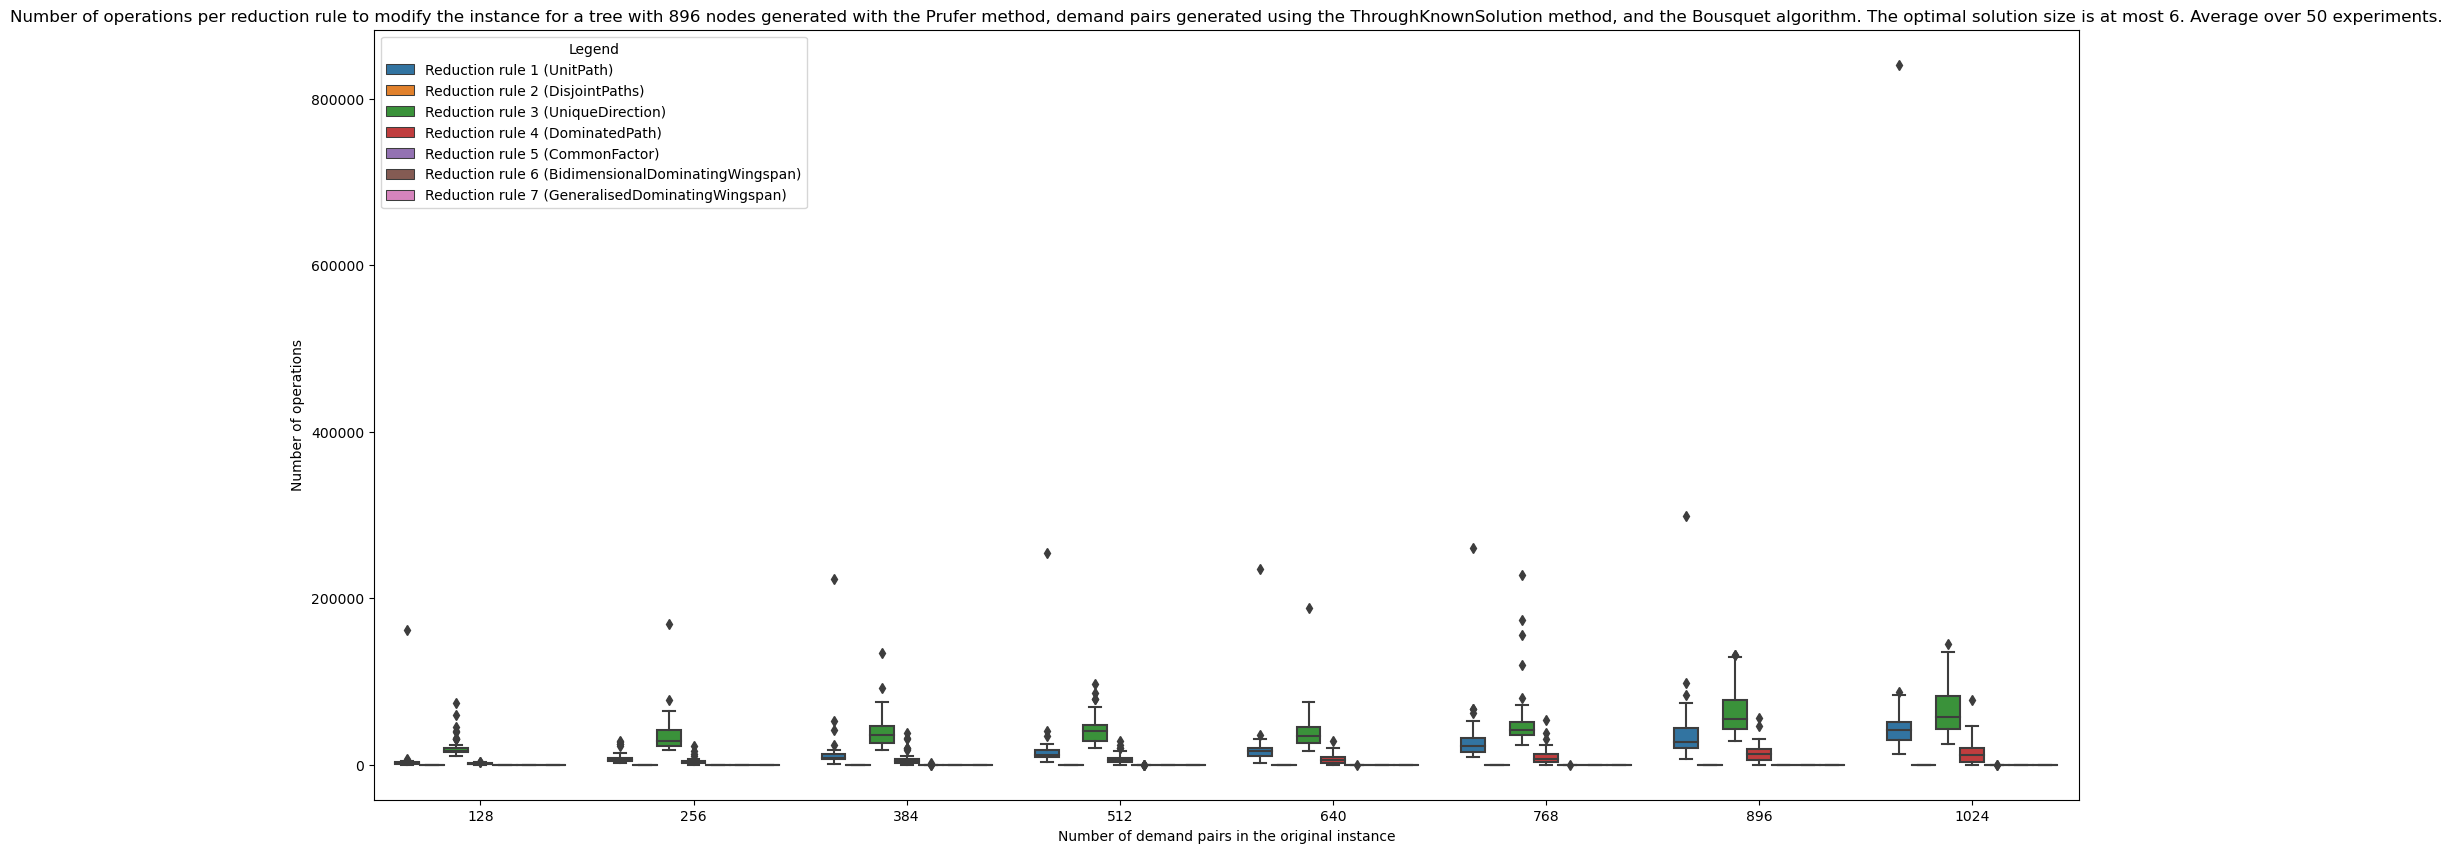 Number of operations per reduction rule to modify the instance for a tree with 896 nodes generated with the Prufer method, demand pairs generated using the ThroughKnownSolution method, and the Bousquet algorithm. The optimal solution size is at most 6. Average over 50 experiments.
Legend
Reduction rule 1 (UnitPath)
Reduction rule 2 (DisjointPaths)
Reduction rule 3 (UniqueDirection)
Reduction rule 4 (DominatedPath)
Reduction rule 5 (CommonFactor)
Reduction rule 6 (BidimensionalDominatingWingspan)
Reduction rule 7 (GeneralisedDominatingWingspan)
800000
600000
400000
200000
0
Number of operations
128 256 384 512 640 768 896 1024
Number of demand pairs in the original instance